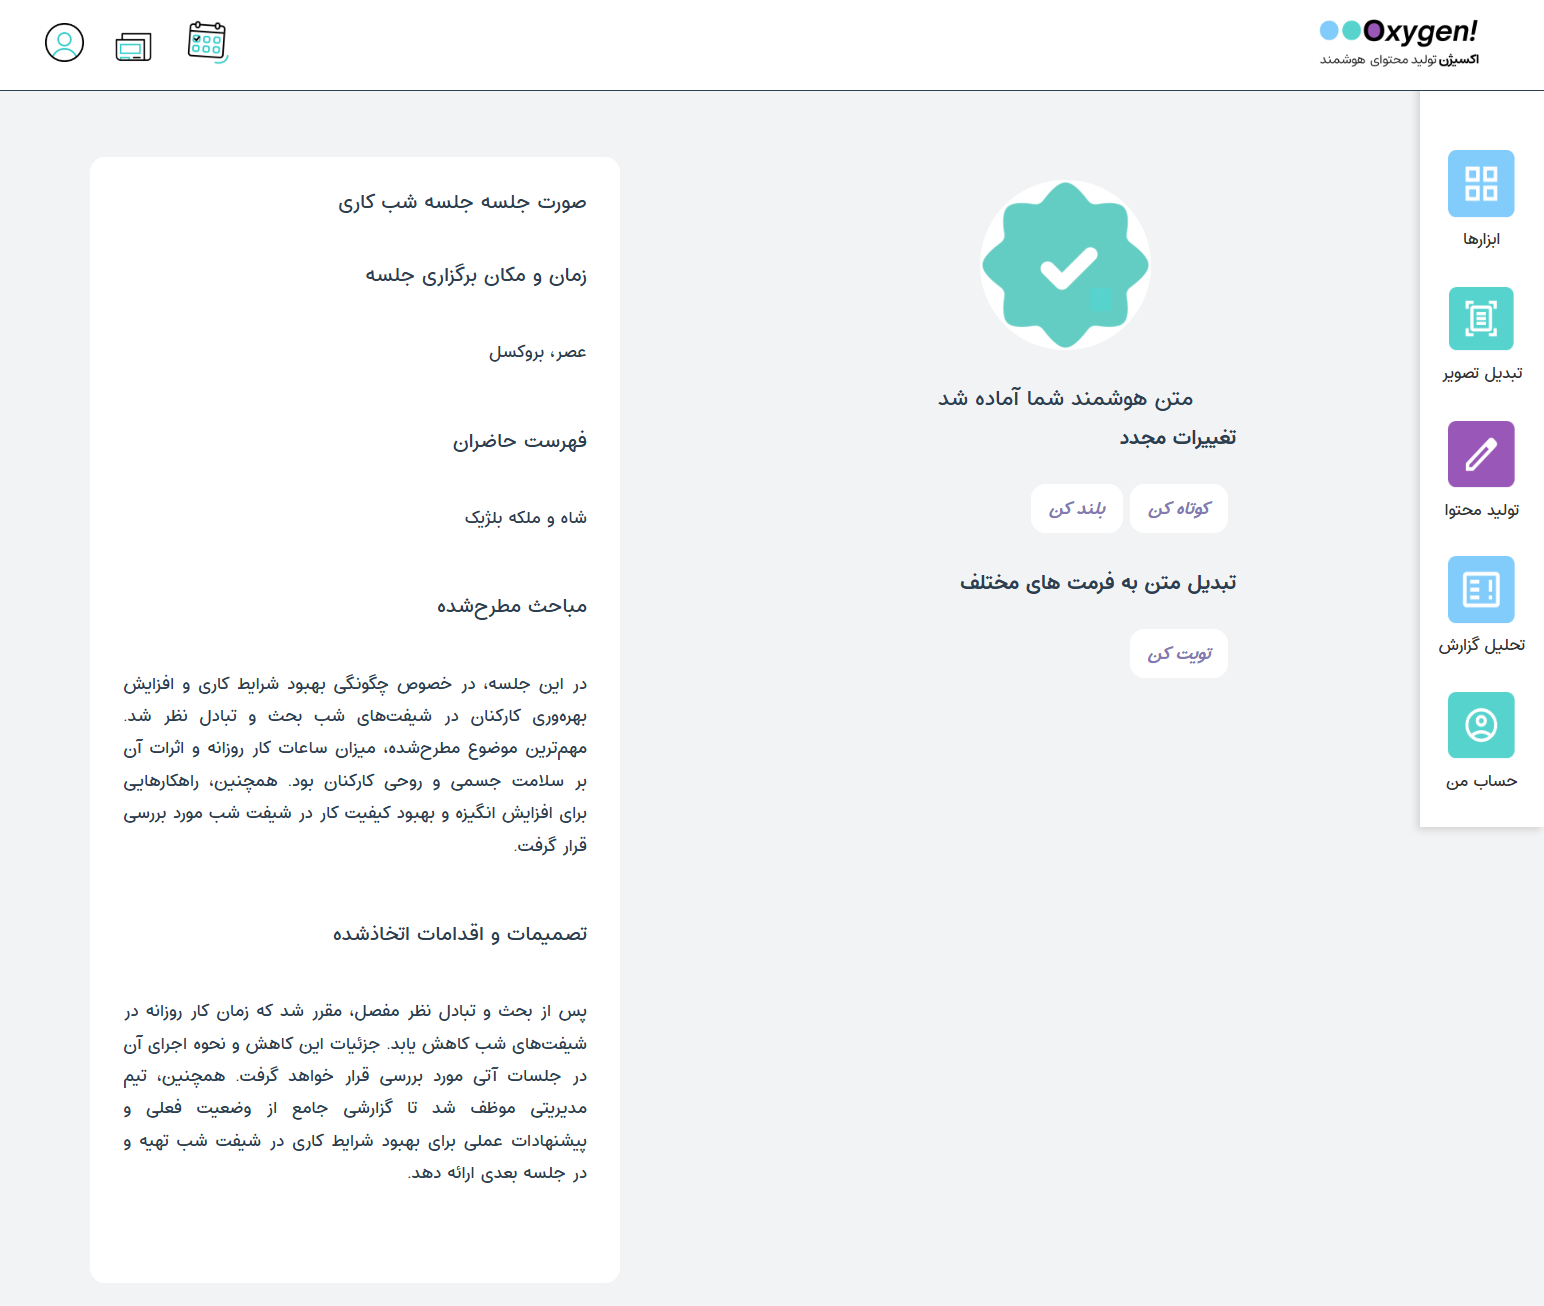 Oxygen!
اکسیژن تولید محتوای هوشمند
ابزارها
تبدیل تصویر
تولید محتوا
تحلیل گزارش
حساب من
متن هوشمند شما آماده شد
تغییرات مجدد
کوتاه کن
بلند کن
تبدیل متن به فرمت های مختلف
توییت کن
صورت جلسه جلسه شب کاری
زمان و مکان برگزاری جلسه
عصر، بروکسل
فهرست حاضران
شاه و ملکه بلژیک
مباحث مطرح‌شده
در این جلسه، در خصوص چگونگی بهبود شرایط کاری و افزایش
بهره‌وری کارکنان در شیفت‌های شب بحث و تبادل نظر شد.
مهم‌ترین موضوع مطرح‌شده، میزان ساعات کار روزانه و اثرات آن
بر سلامت جسمی و روحی کارکنان بود. همچنین، راهکارهایی
برای افزایش انگیزه و بهبود کیفیت کار در شیفت شب مورد بررسی
قرار گرفت.
تصمیمات و اقدامات اتخاذشده
پس از بحث و تبادل نظر مفصل، مقرر شد که زمان کار روزانه در
شیفت‌های شب کاهش یابد. جزئیات این کاهش و نحوه اجرای آن
در جلسات آتی مورد بررسی قرار خواهد گرفت. همچنین، تیم
مدیریتی موظف شد تا گزارشی جامع از وضعیت فعلی و
پیشنهادات عملی برای بهبود شرایط کاری در شیفت شب تهیه و
در جلسه بعدی ارائه دهد.